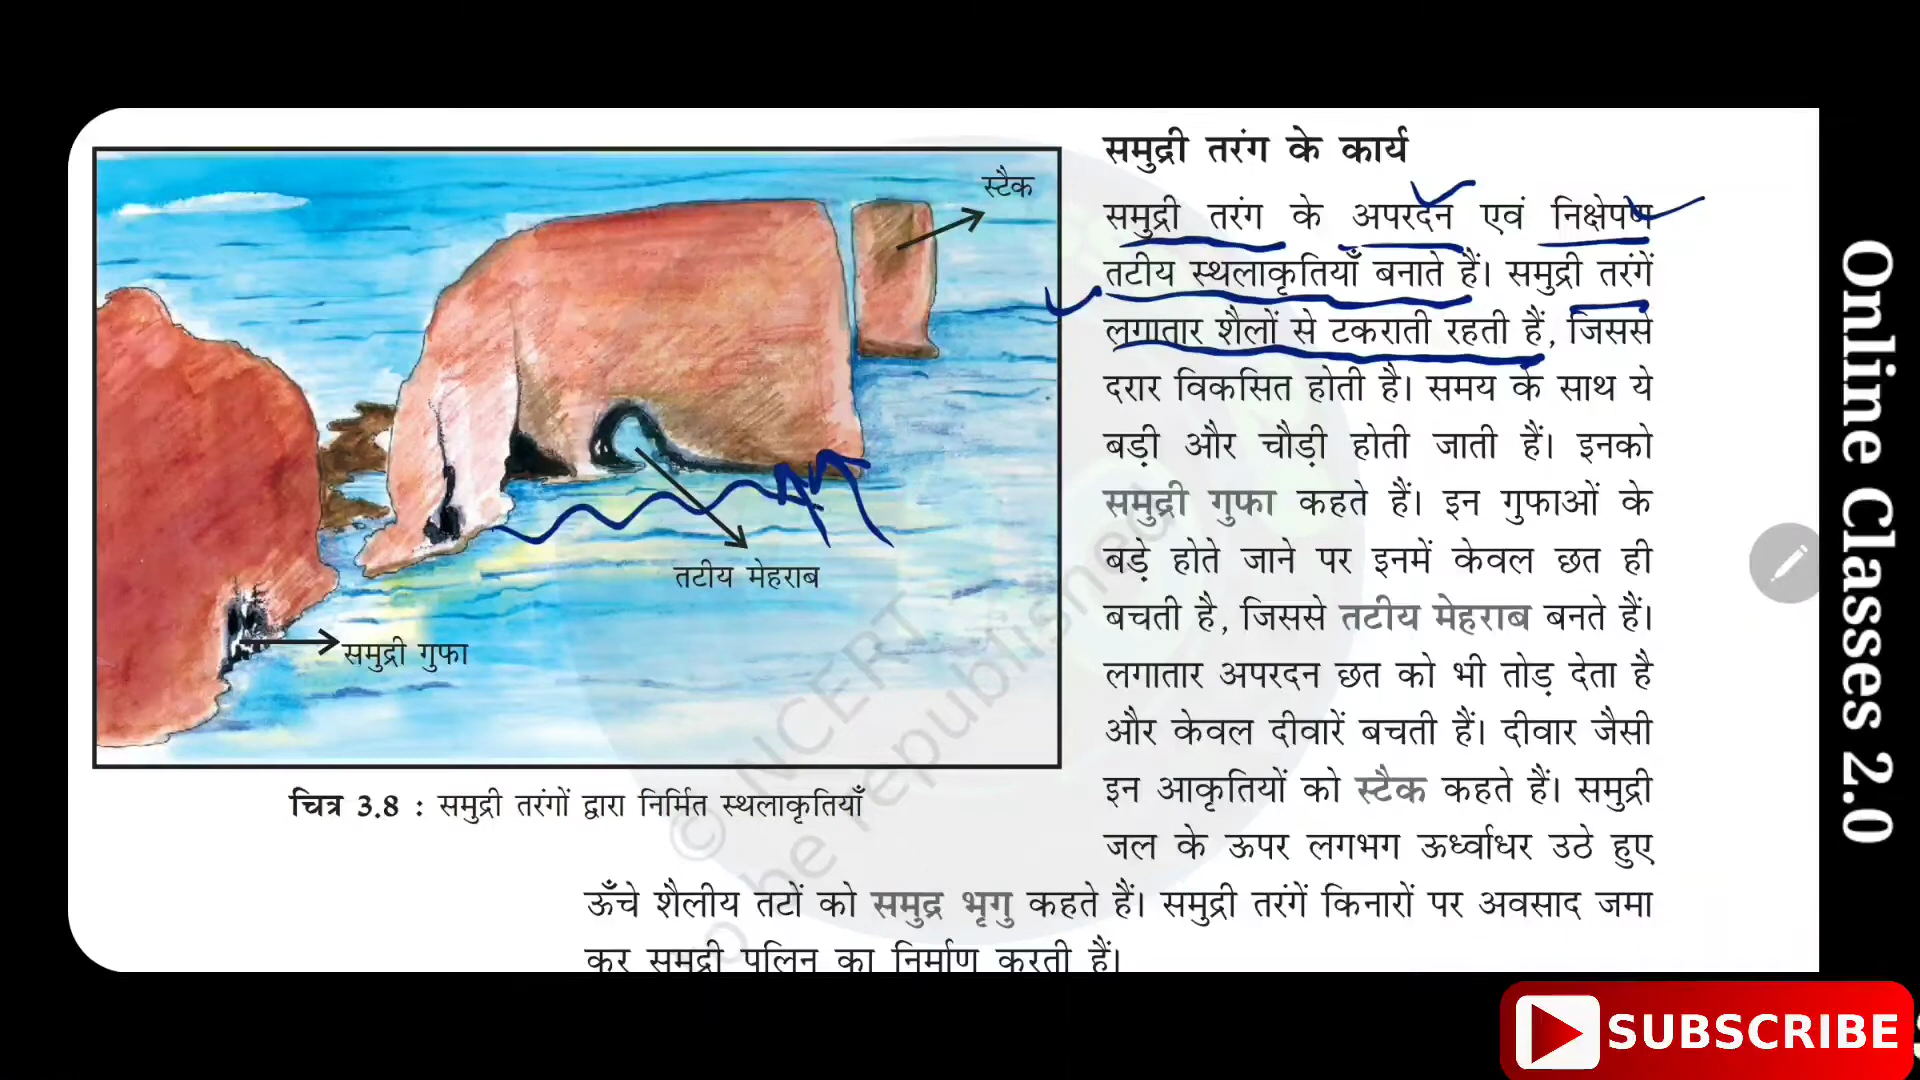 स्टैक
तटीय मेहराब
समुद्री गुफा
चित्र 3.8 : समुद्री तरंगों द्वारा निर्मित स्थलाकृतियाँ
समुद्री तरंग के कार्य
समुद्री तरंग के अपरदन एवं निक्षेपण
तटीय स्थलाकृतियाँ बनाते हैं। समुद्री तरंगें
लगातार शैलों से टकराती रहती हैं, जिससे
दरार विकसित होती है। समय के साथ ये
बड़ी और चौड़ी होती जाती हैं। इनको
समुद्री गुफा कहते हैं। इन गुफाओं के
बड़े होते जाने पर इनमें केवल छत ही
बचती है, जिससे तटीय मेहराब बनते हैं।
लगातार अपरदन छत को भी तोड़ देता है
और केवल दीवारें बचती हैं। दीवार जैसी
इन आकृतियों को स्टैक कहते हैं। समुद्री
जल के ऊपर लगभग ऊर्ध्वाधर उठे हुए
ऊँचे शैलीय तटों को समुद्र भृगु कहते हैं। समुद्री तरंगें किनारों पर अवसाद जमा
कर समुद्री पुलिन का निर्माण करती हैं।
© NCERT
o be republished
Online Classes 2.0
SUBSCRIBE